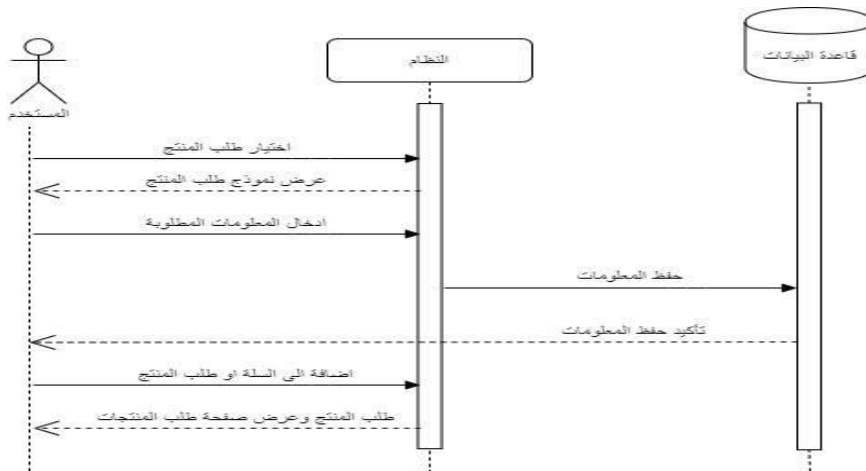 قاعدة البيانات
النظام
المستخدم
اختيار طلب المنتج
عرض نموذج طلب المنتج
ادخال المعلومات المطلوبة
حفظ المعلومات
تأكيد حفظ المعلومات
اضافة الى السلة او طلب المنتج
طلب المنتج وعرض صفحة طلب المنتجات